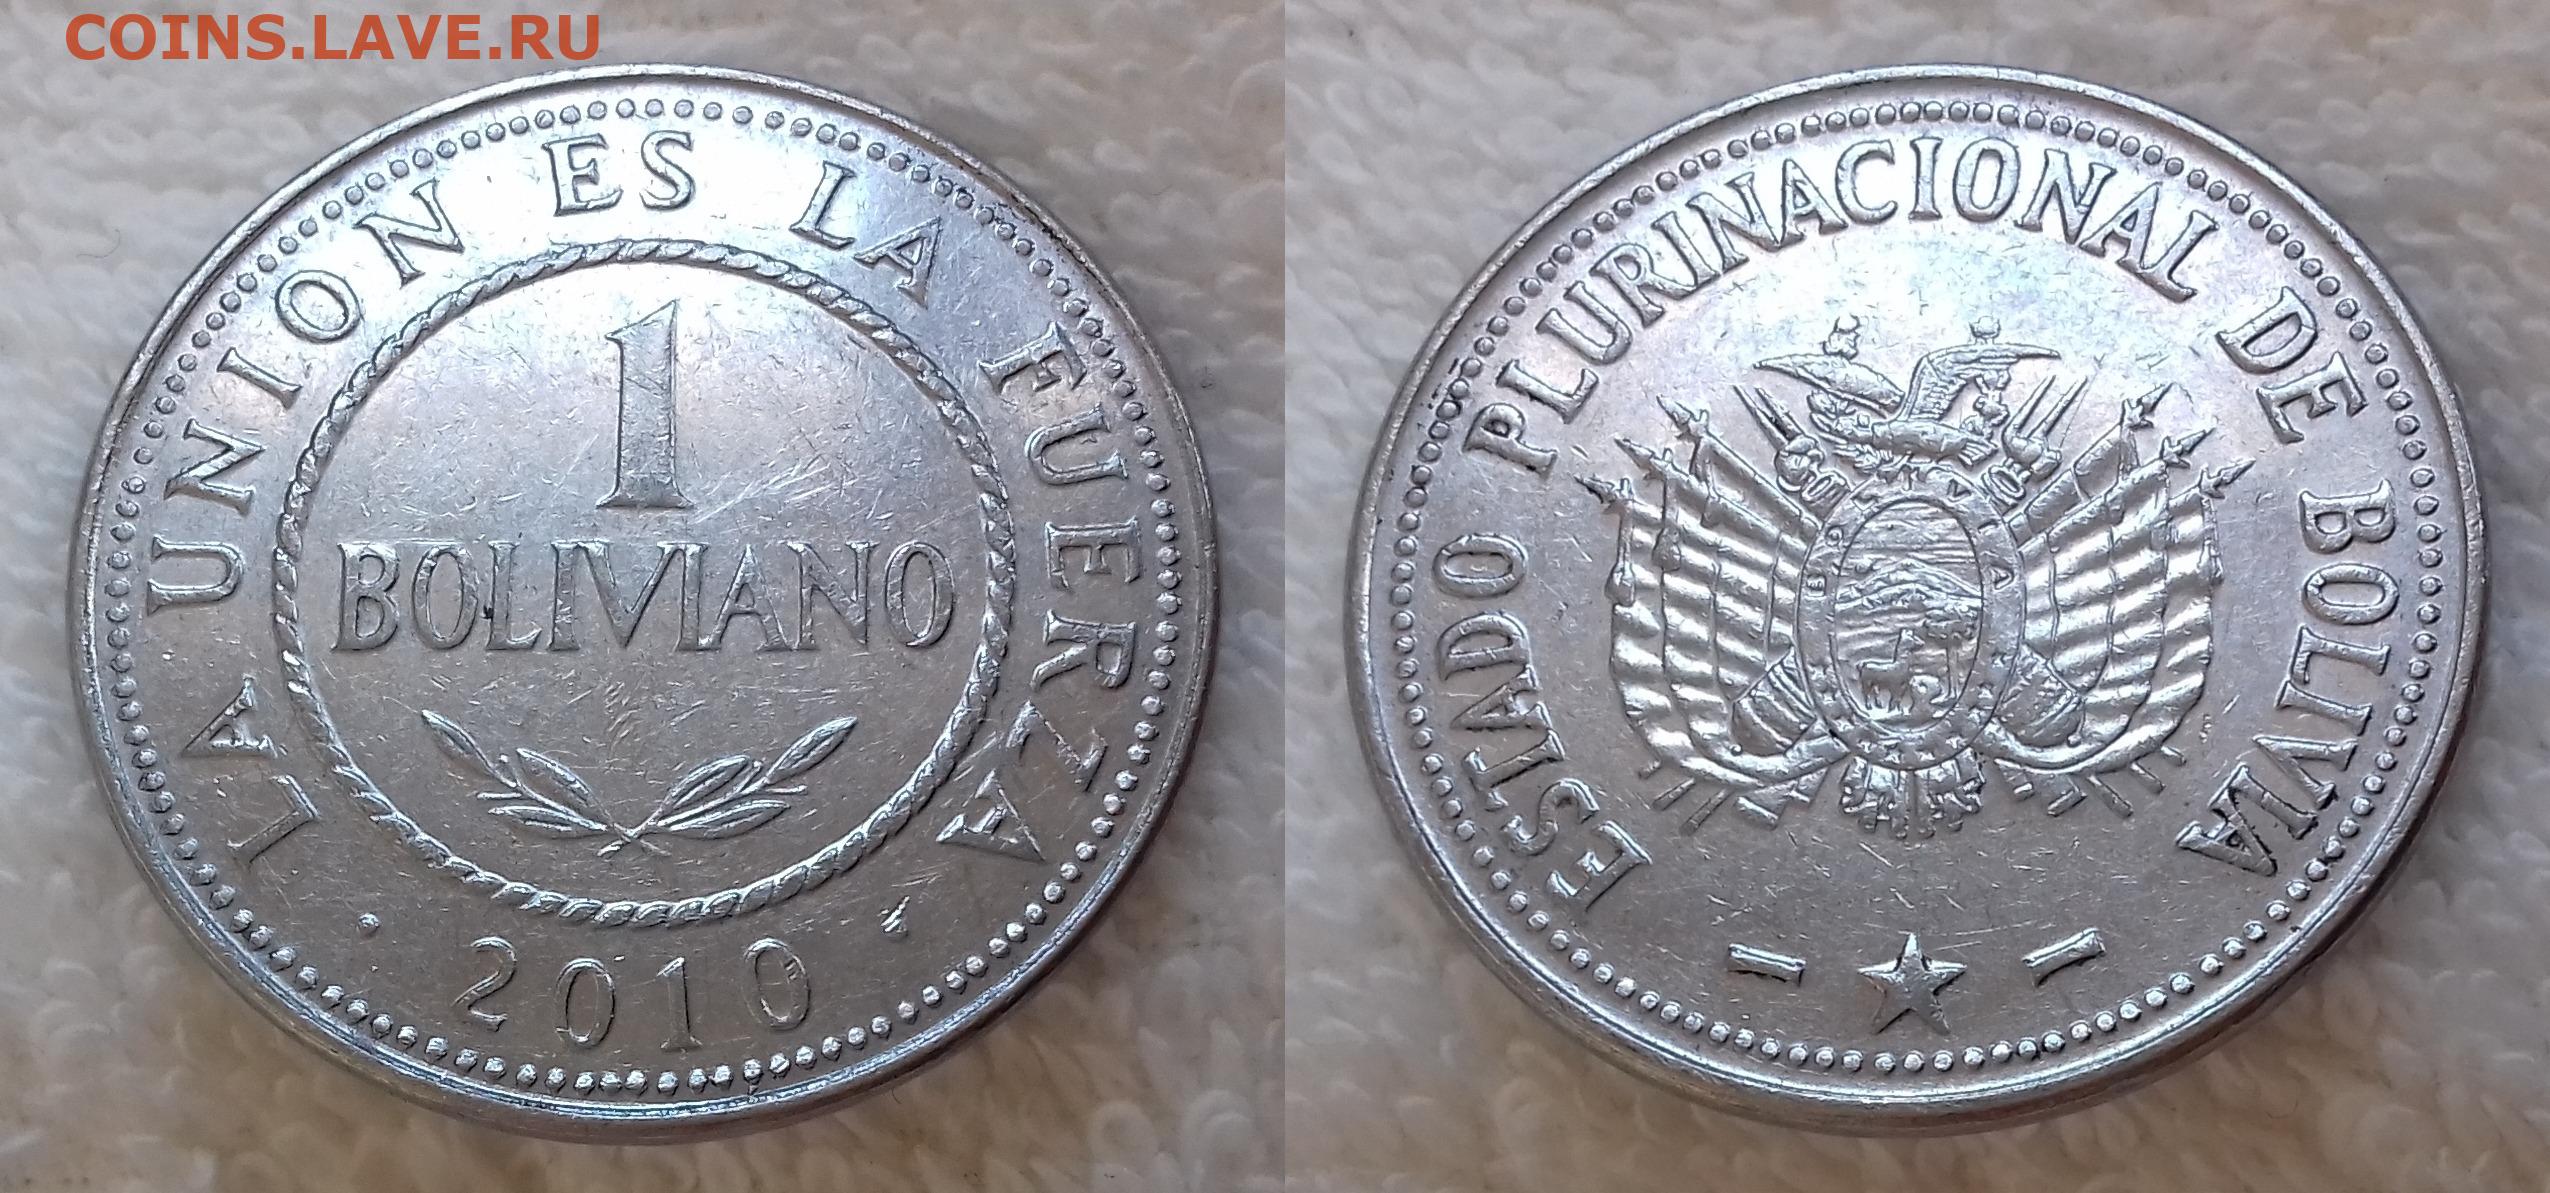 COINS.LAVE.RU
LA UNION ES LA FUERZA
1
BOLIVIANO
· 2010 ·
ESTADO PLURINACIONAL DE BOLIVIA